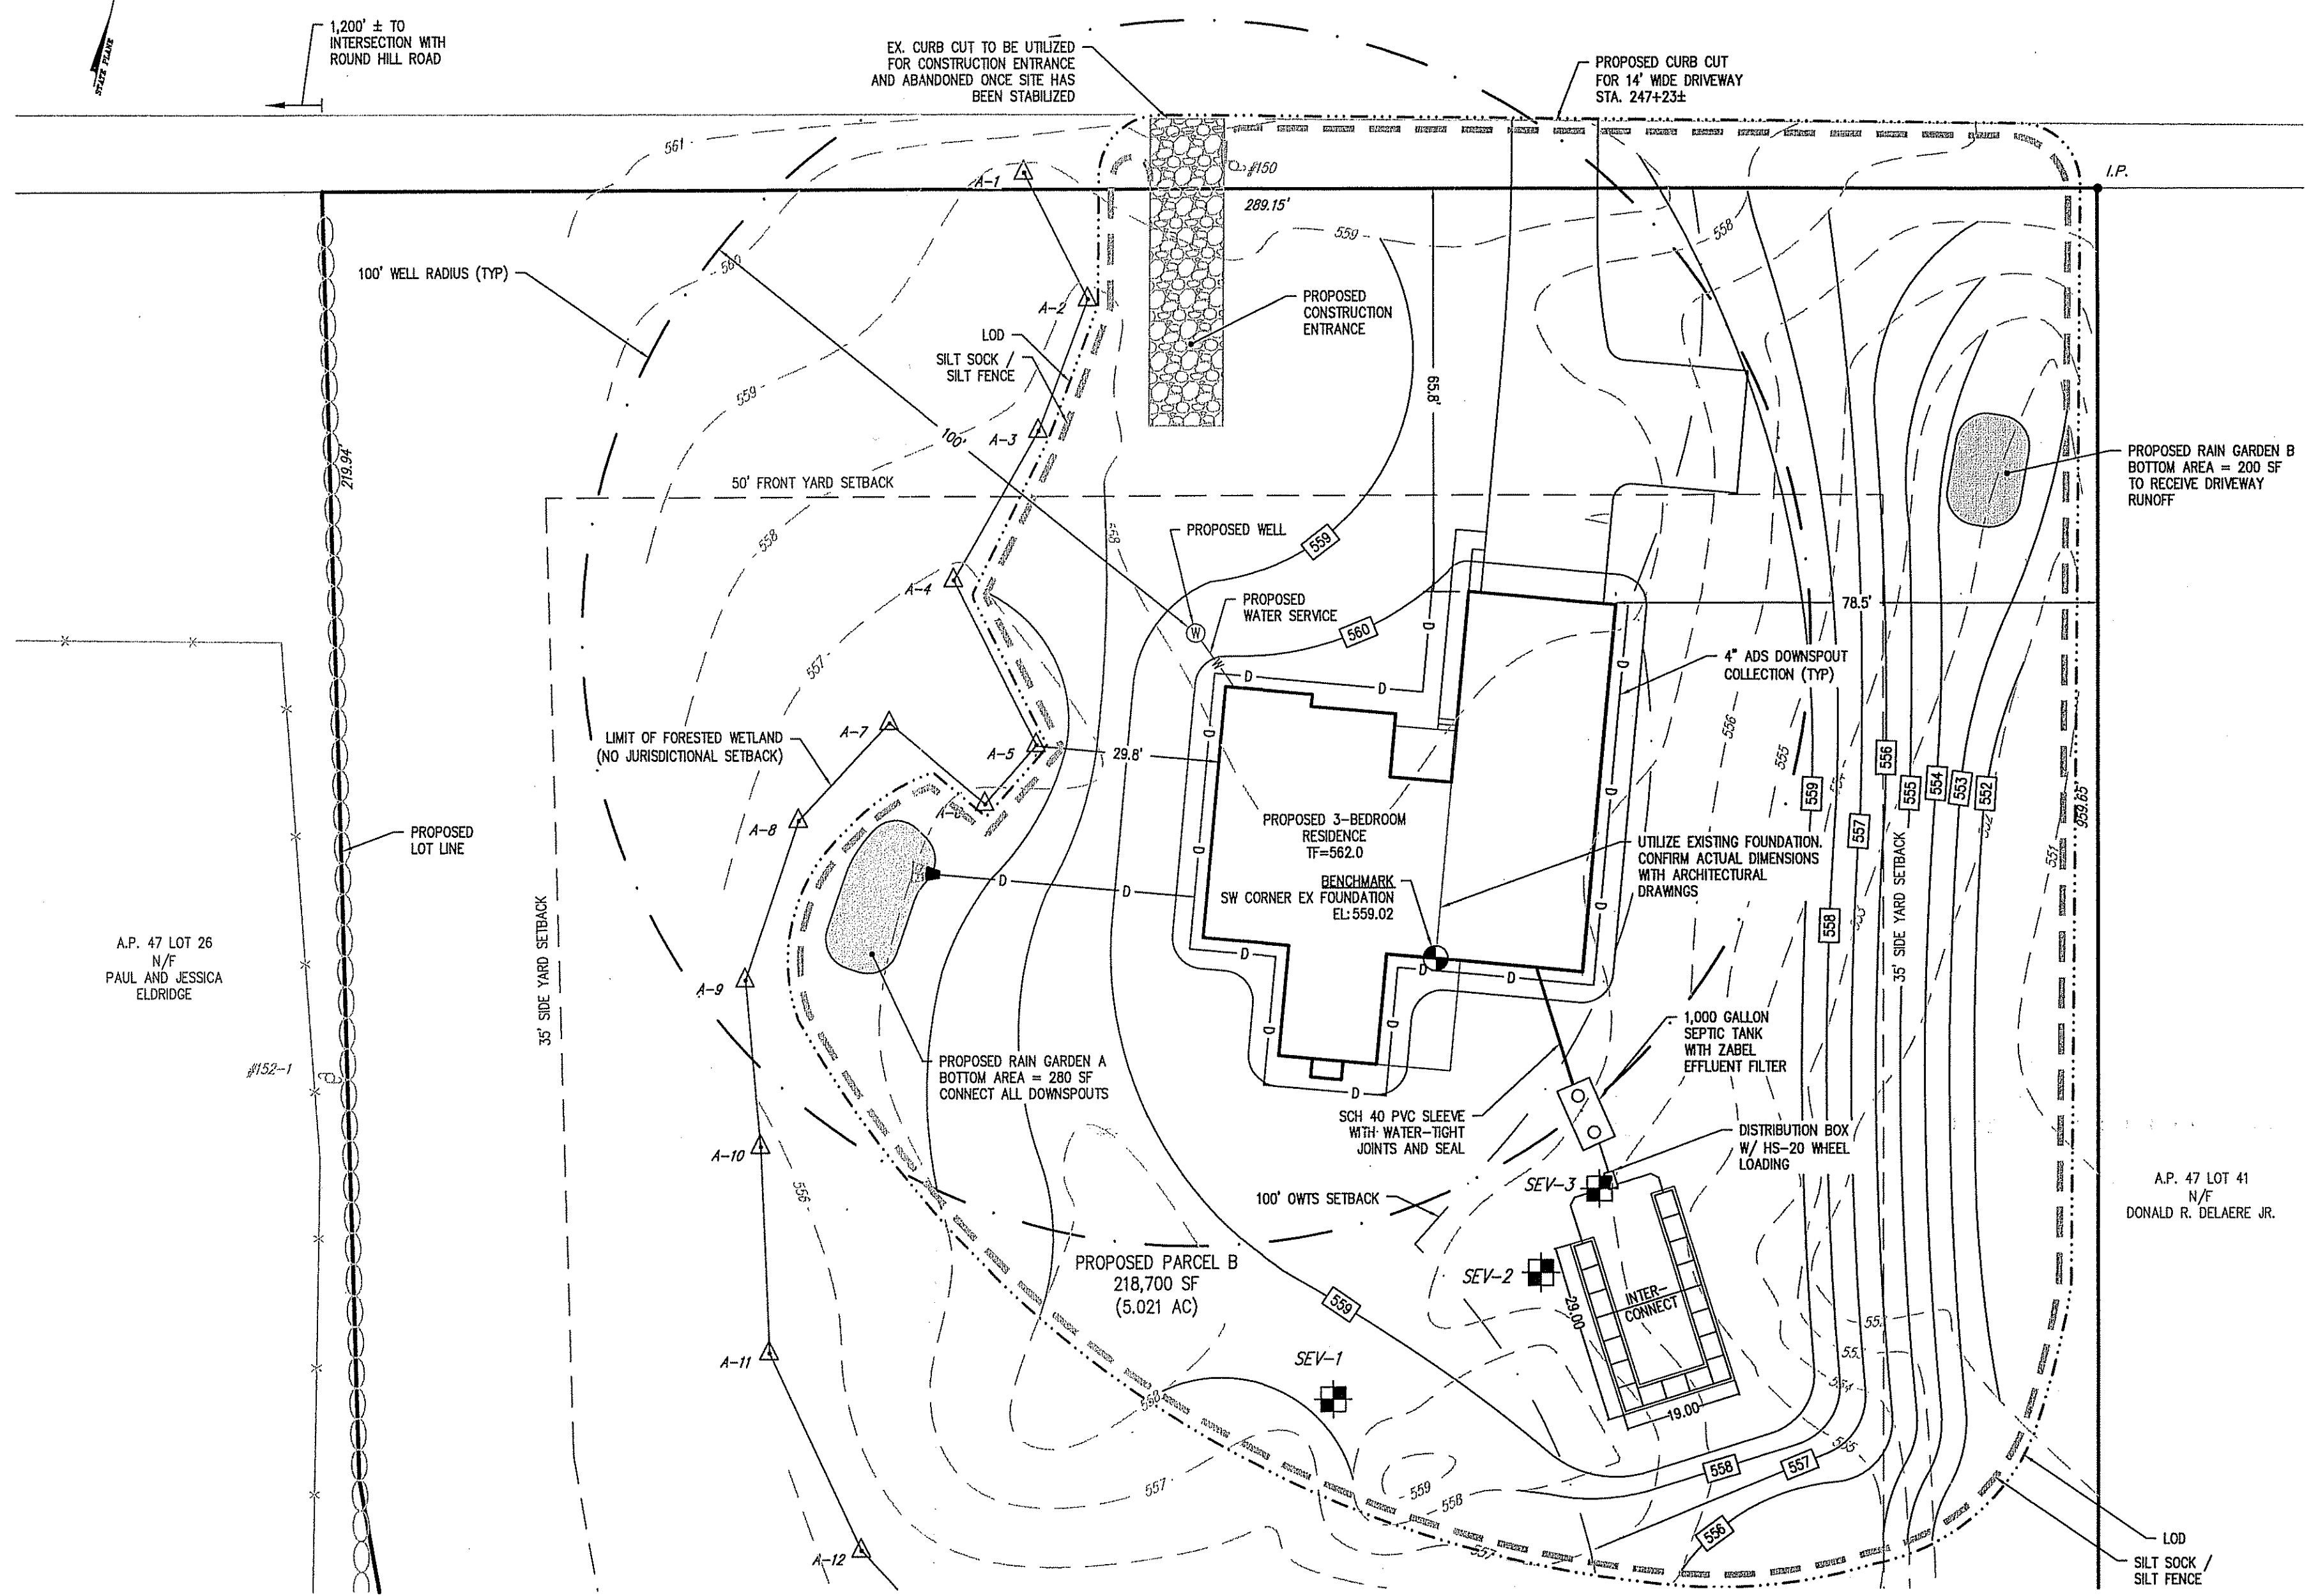 STATE PLANE
1,200' ± TO
INTERSECTION WITH
ROUND HILL ROAD
EX. CURB CUT TO BE UTILIZED
FOR CONSTRUCTION ENTRANCE
AND ABANDONED ONCE SITE HAS
BEEN STABILIZED
PROPOSED CURB CUT
FOR 14' WIDE DRIVEWAY
STA. 247+23±
561
A-1
#150
I.P.
289.15'
559
558
560
100' WELL RADIUS (TYP)
A-2
PROPOSED
CONSTRUCTION
ENTRANCE
LOD
SILT SOCK /
SILT FENCE
559
65.8'
A-3
100'
219.94'
PROPOSED RAIN GARDEN B
BOTTOM AREA = 200 SF
TO RECEIVE DRIVEWAY
RUNOFF
50' FRONT YARD SETBACK
558
558
PROPOSED WELL
559
A-4
PROPOSED
WATER SERVICE
78.5'
W
W
560
D
557
4" ADS DOWNSPOUT
COLLECTION (TYP)
D
D
D
A-7
LIMIT OF FORESTED WETLAND
(NO JURISDICTIONAL SETBACK)
A-5
29.8'
D
556
555
556
555
554
553
552
559
557
558
D
959.65'
A-6
A-8
PROPOSED 3-BEDROOM
RESIDENCE
TF=562.0
PROPOSED
LOT LINE
UTILIZE EXISTING FOUNDATION.
CONFIRM ACTUAL DIMENSIONS
WITH ARCHITECTURAL
DRAWINGS
552
551
553
D
BENCHMARK
SW CORNER EX FOUNDATION
EL:559.02
D
D
D
35' SIDE YARD SETBACK
35' SIDE YARD SETBACK
A.P. 47 LOT 26
N/F
PAUL AND JESSICA
ELDRIDGE
D
D
D
A-9
1,000 GALLON
SEPTIC TANK
WITH ZABEL
EFFLUENT FILTER
D
D
#152-1
PROPOSED RAIN GARDEN A
BOTTOM AREA = 280 SF
CONNECT ALL DOWNSPOUTS
D
SCH 40 PVC SLEEVE
WITH WATER-TIGHT
JOINTS AND SEAL
DISTRIBUTION BOX
W/ HS-20 WHEEL
LOADING
A-10
556
SEV-3
100' OWTS SETBACK
A.P. 47 LOT 41
N/F
DONALD R. DELAERE JR.
PROPOSED PARCEL B
218,700 SF
(5.021 AC)
SEV-2
INTER-
CONNECT
29.00
559
A-11
SEV-1
554
558
19.00
555
558
557
557
559
558
556
557
A-12
LOD
SILT SOCK /
SILT FENCE